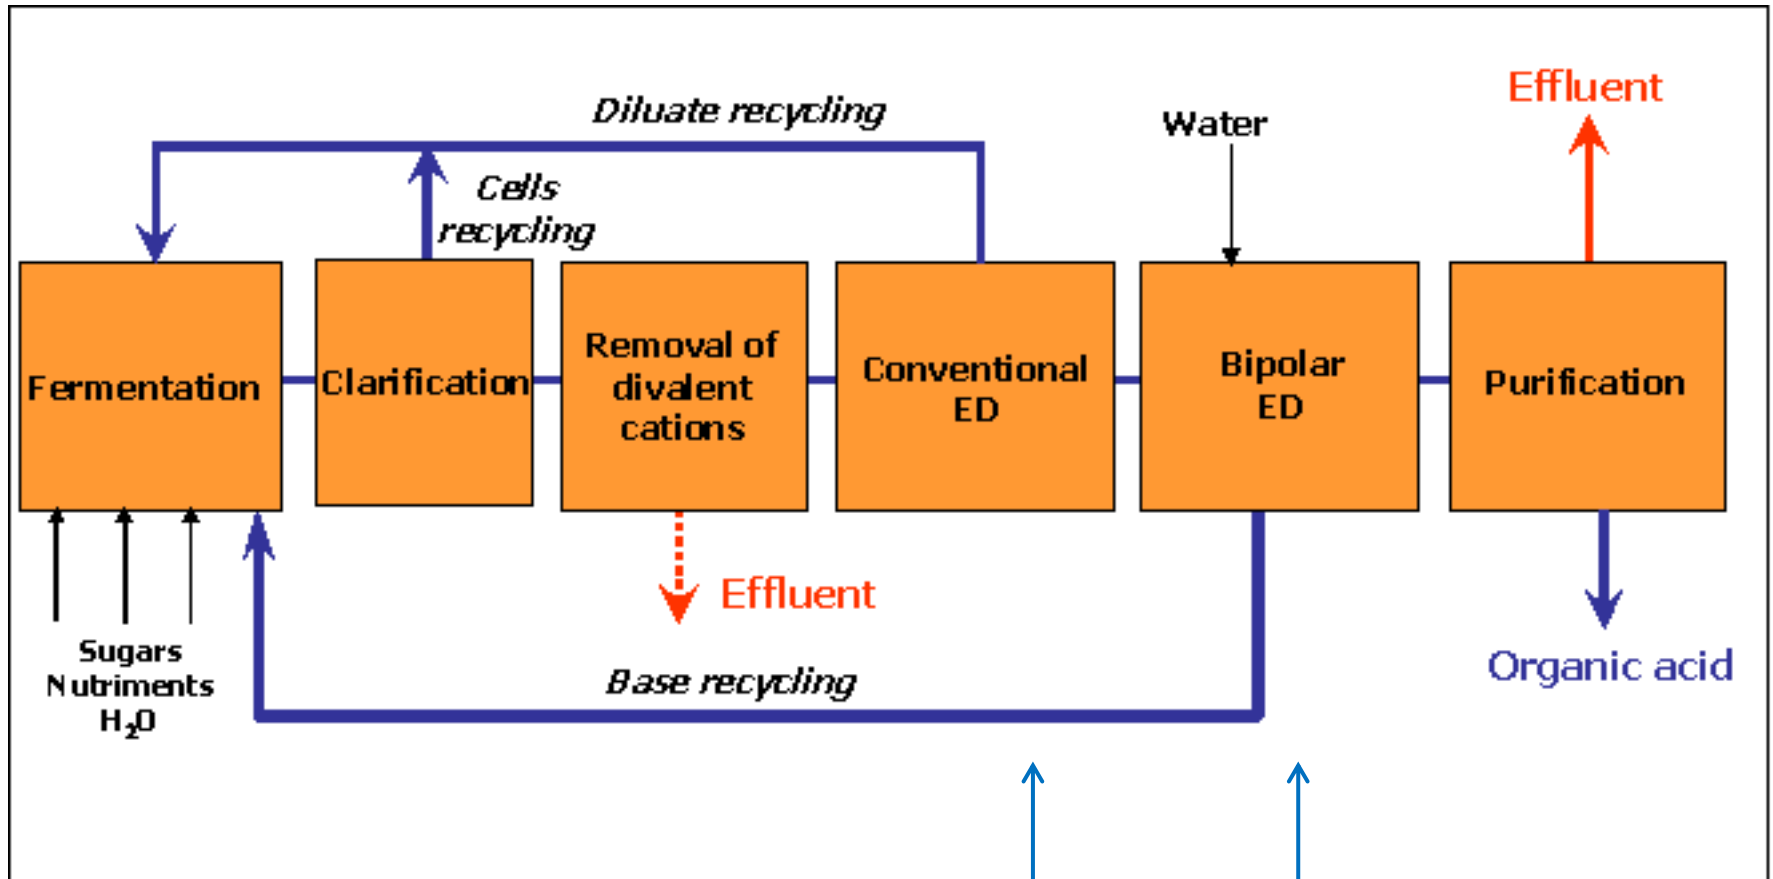 Effluent
Diluate recycling
Water
Cells
recycling
Fermentation
Clarification
Removal of
divalent
cations
Conventional
ED
Bipolar
ED
Purification
Effluent
Sugars
Nutriments
H₂O
Base recycling
Organic acid